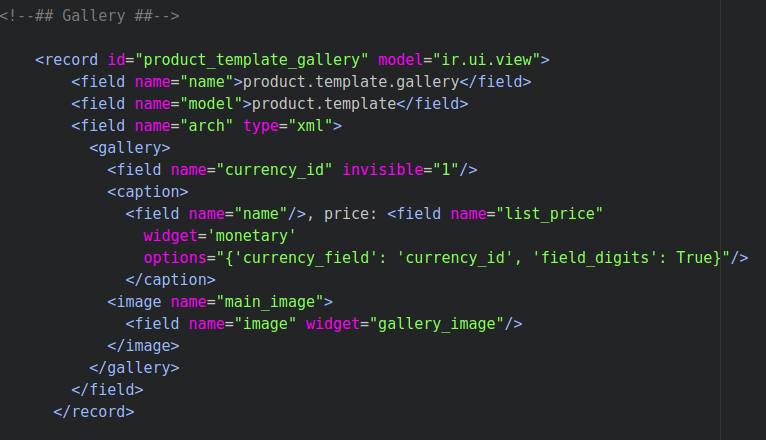 <!--## Gallery ##-->
<record id="product_template_gallery" model="ir.ui.view">
<field name="name">product.template.gallery</field>
<field name="model">product.template</field>
<field name="arch" type="xml">
<gallery>
<field name="currency_id" invisible="1"/>
<caption>
<field name="name"/>, price: <field name="list_price"
widget='monetary'
options="{'currency_field': 'currency_id', 'field_digits': True}"/>
</caption>
<image name="main_image">
<field name="image" widget="gallery_image"/>
</image>
</gallery>
</field>
</record>